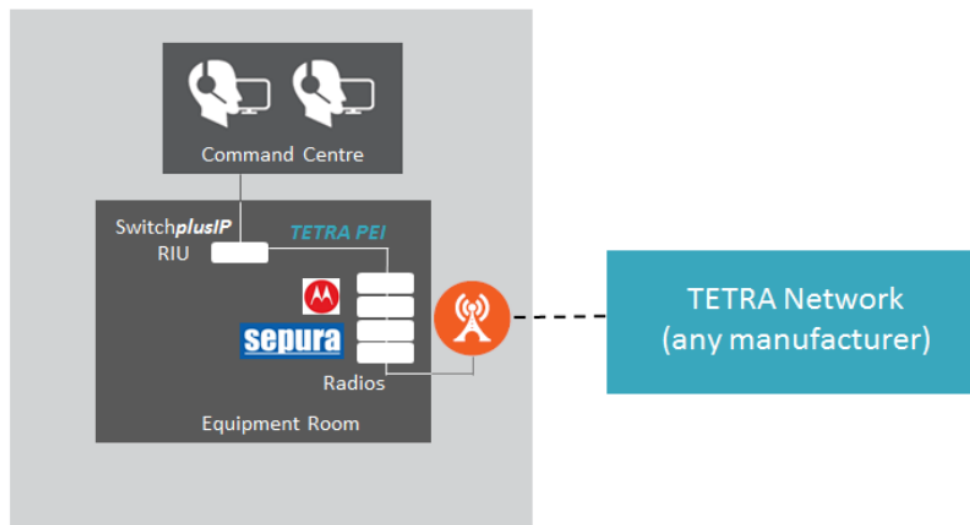 Command Centre
SwitchplusIP
RIU
TETRA PEI
sepura
Radios
Equipment Room
TETRA Network
(any manufacturer)